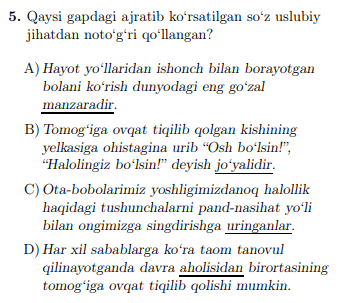 5. Qaysi gapdagi ajratib ko‘rsatilgan so‘z uslubiy
jihatdan noto‘g‘ri qo‘llangan?
A) Hayot yo‘llaridan ishonch bilan borayotgan
bolani ko‘rish dunyodagi eng go‘zal
manzaradir.
B) Tomog‘iga ovqat tiqilib qolgan kishining
yelkasiga ohistagina urib “Osh bo‘lsin!”,
“Halolingiz bo‘lsin!” deyish jo‘yalidir.
C) Ota-bobolarimiz yoshligimizdanoq halollik
haqidagi tushunchalarni pand-nasihat yo‘li
bilan ongimizga singdirishga uringanlar.
D) Har xil sabablarga ko‘ra taom tanovul
qilinayotganda davra aholisidan birortasining
tomog‘iga ovqat tiqilib qolishi mumkin.